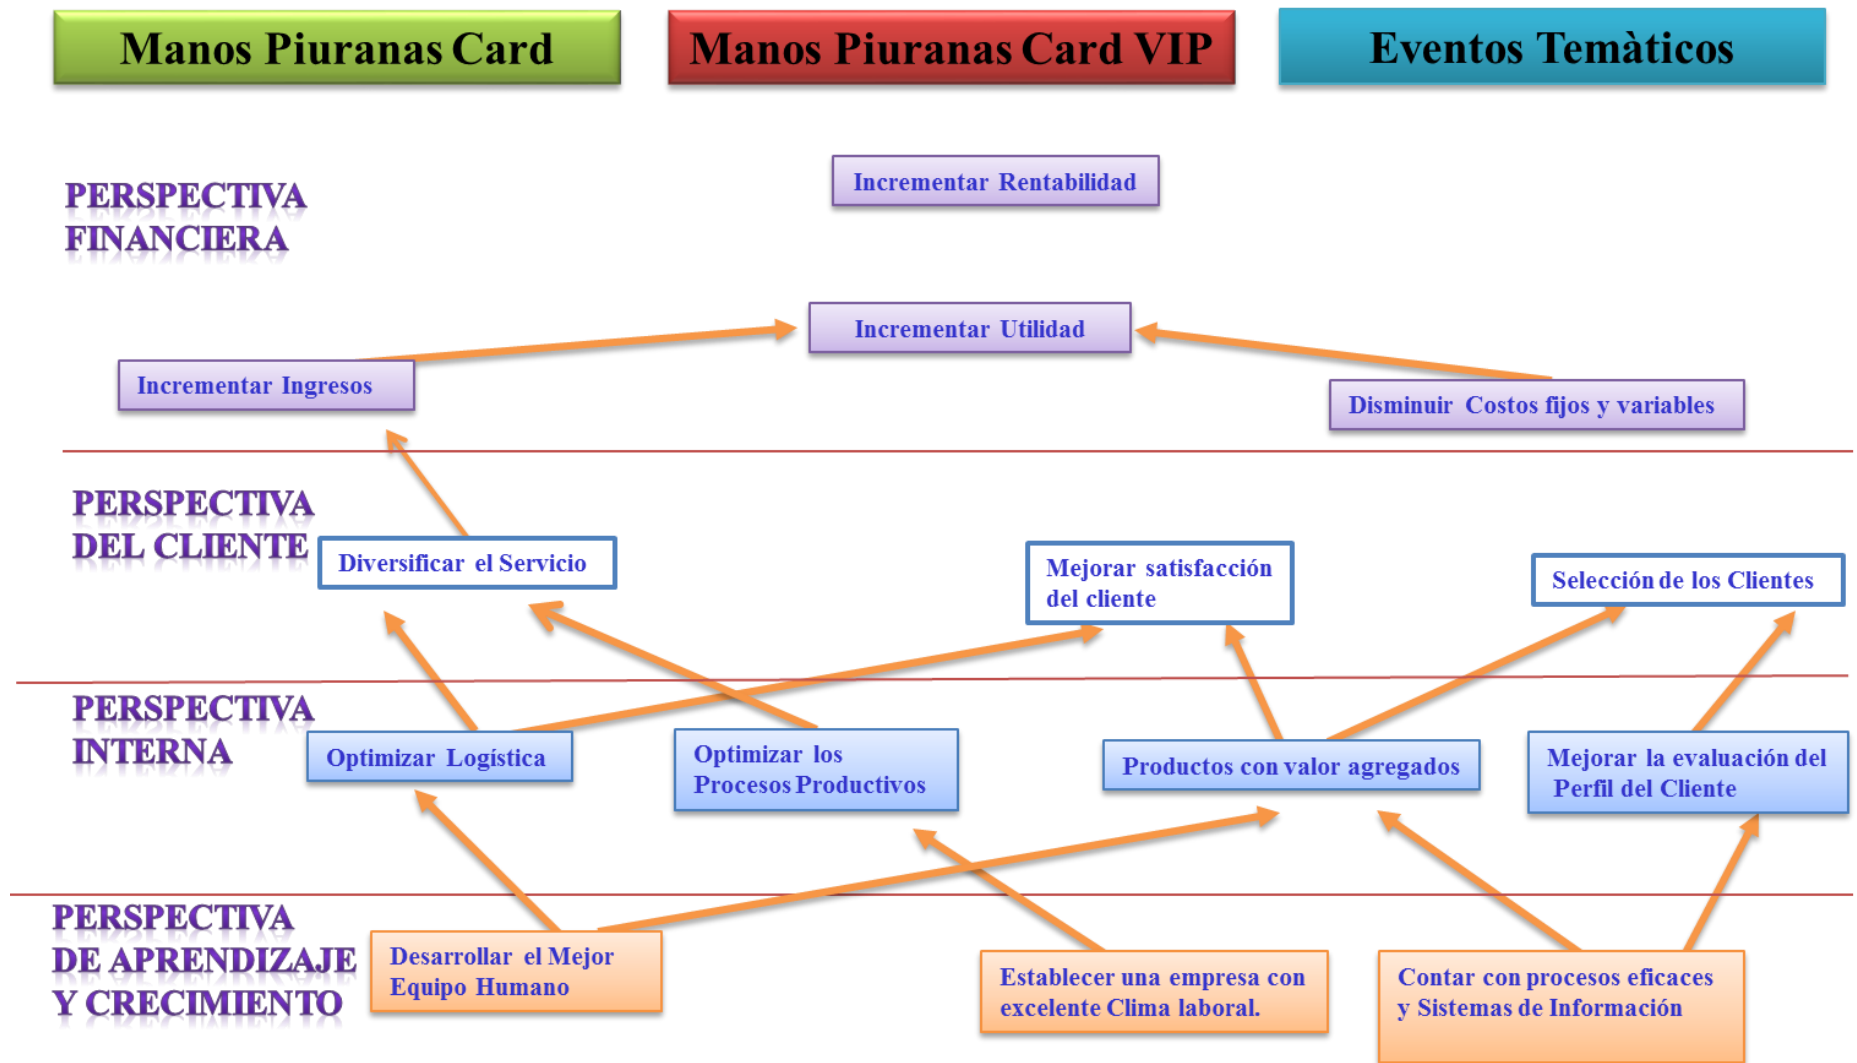 Manos Piuranas Card
Manos Piuranas Card VIP
Eventos Temàticos
PERSPECTIVA
FINANCIERA
Incrementar Rentabilidad
Incrementar Utilidad
Incrementar Ingresos
Disminuir Costos fijos y variables
PERSPECTIVA
DEL CLIENTE
Diversificar el Servicio
Mejorar satisfacción
del cliente
Selección de los Clientes
PERSPECTIVA
INTERNA
Optimizar Logística
Optimizar los
Procesos Productivos
Productos con valor agregados
Mejorar la evaluación del
Perfil del Cliente
PERSPECTIVA
DE APRENDIZAJE
Y CRECIMIENTO
Desarrollar el Mejor
Equipo Humano
Establecer una empresa con
excelente Clima laboral.
Contar con procesos eficaces
y Sistemas de Información